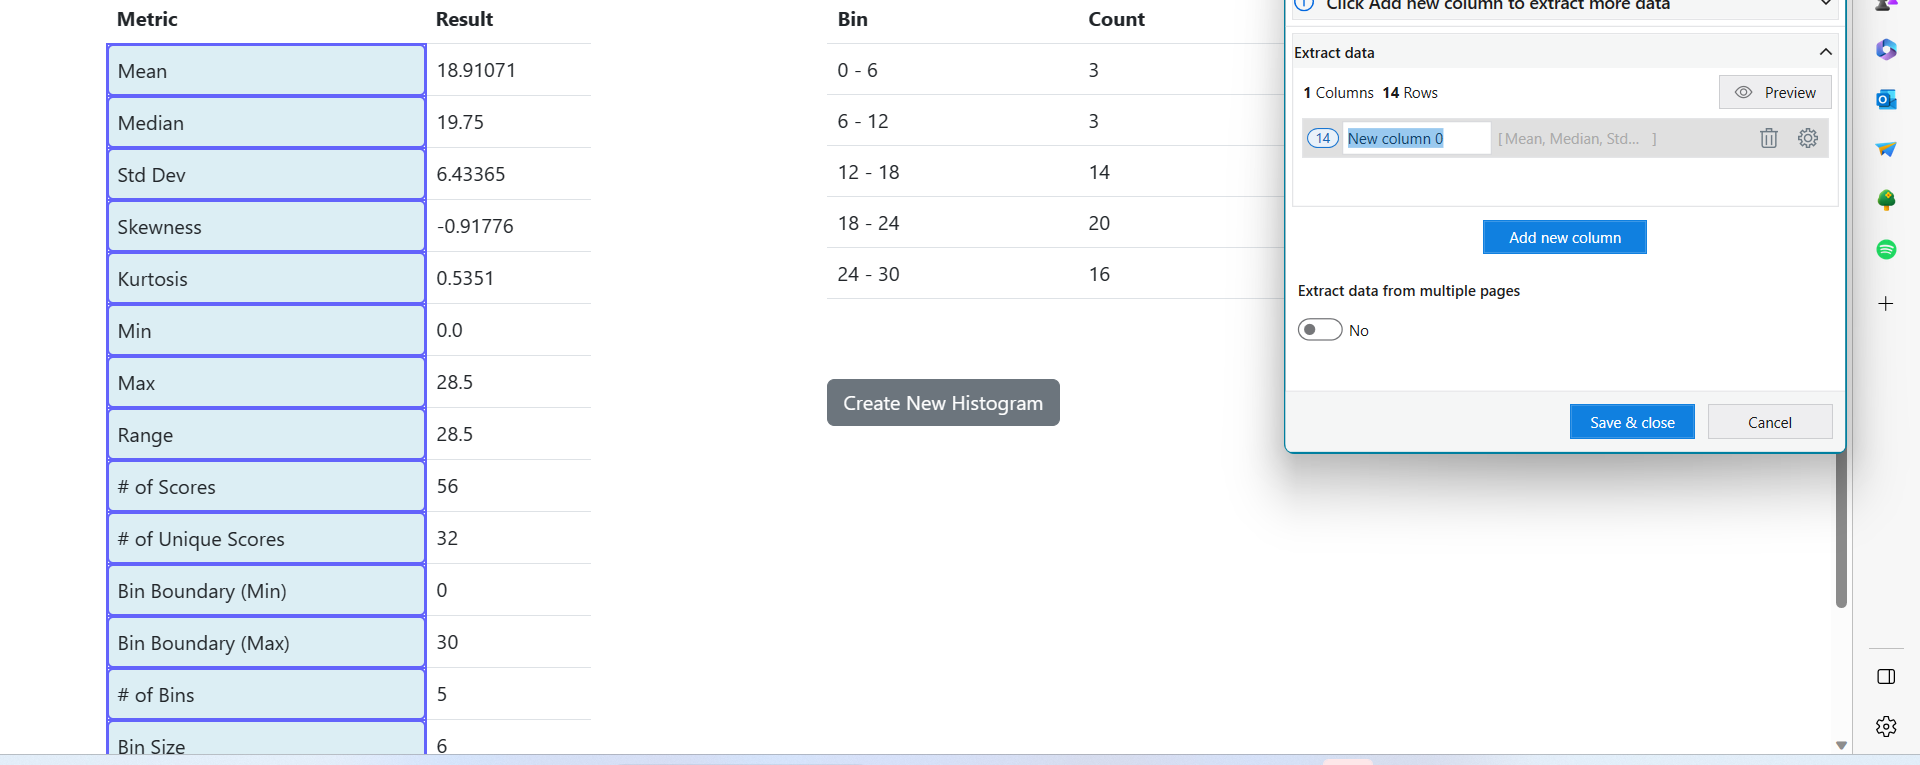 Metric Result
Mean 18.91071
Median 19.75
Std Dev 6.43365
Skewness -0.91776
Kurtosis 0.5351
Min 0.0
Max 28.5
Range 28.5
# of Scores 56
# of Unique Scores 32
Bin Boundary (Min) 0
Bin Boundary (Max) 30
# of Bins 5
Bin Size 6
Bin Count
0 - 6 3
6 - 12 3
12 - 18 14
18 - 24 20
24 - 30 16
Create New Histogram
Click Add new column to extract more data
Extract data
1 Columns 14 Rows
Preview
14 New column 0 [ Mean, Median, Std... ]
Add new column
Extract data from multiple pages
No
Save & close Cancel